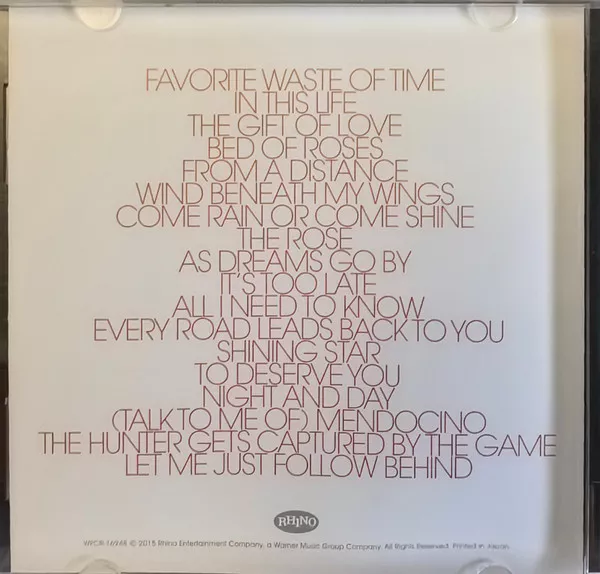 FAVORITE WASTE OF TIME
IN THIS LIFE
THE GIFT OF LOVE
BED OF ROSES
FROM A DISTANCE
WIND BENEATH MY WINGS
COME RAIN OR COME SHINE
THE ROSE
AS DREAMS GO BY
IT'S TOO LATE
ALL I NEED TO KNOW
EVERY ROAD LEADS BACK TO YOU
SHINING STAR
TO DESERVE YOU
NIGHT AND DAY
(TALK TO ME OF) MENDOCINO
THE HUNTER GETS CAPTURED BY THE GAME
LET ME JUST FOLLOW BEHIND
RHINO
© 2015 Rhino Entertainment Company, a Warner Music Group Company. All Rights Reserved. Printed in Japan.